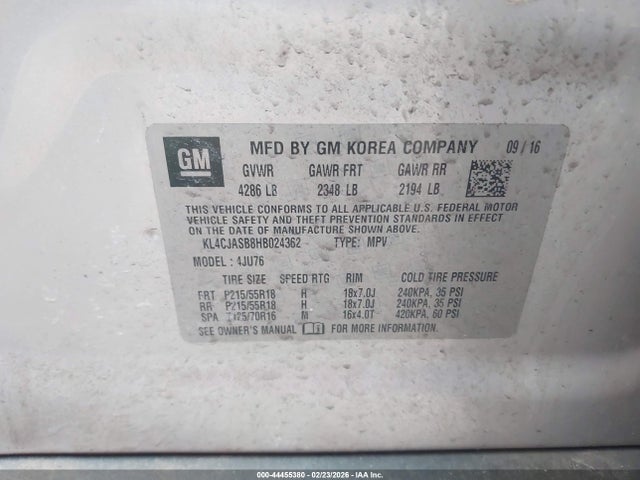 GM
MFD BY GM KOREA COMPANY 09/16
GVWR GAWR FRT GAWR RR
4286 LB 2348 LB 2194 LB
THIS VEHICLE CONFORMS TO ALL APPLICABLE U.S. FEDERAL MOTOR
VEHICLE SAFETY AND THEFT PREVENTION STANDARDS IN EFFECT
ON THE DATE OF MANUFACTURE SHOWN ABOVE.
KL4CJASB8HB024362 TYPE: MPV
MODEL: 4JU76
TIRE SIZE SPEED RTG RIM COLD TIRE PRESSURE
FRT P215/55R18 H 18x7.0J 240KPA, 35 PSI
RR P215/55R18 H 18x7.0J 240KPA, 35 PSI
SPA M 16x4.0T 420KPA, 60 PSI
SEE OWNER'S MANUAL FOR MORE INFORMATION.
000-44455380 - 02/23/2026 - IAA Inc.